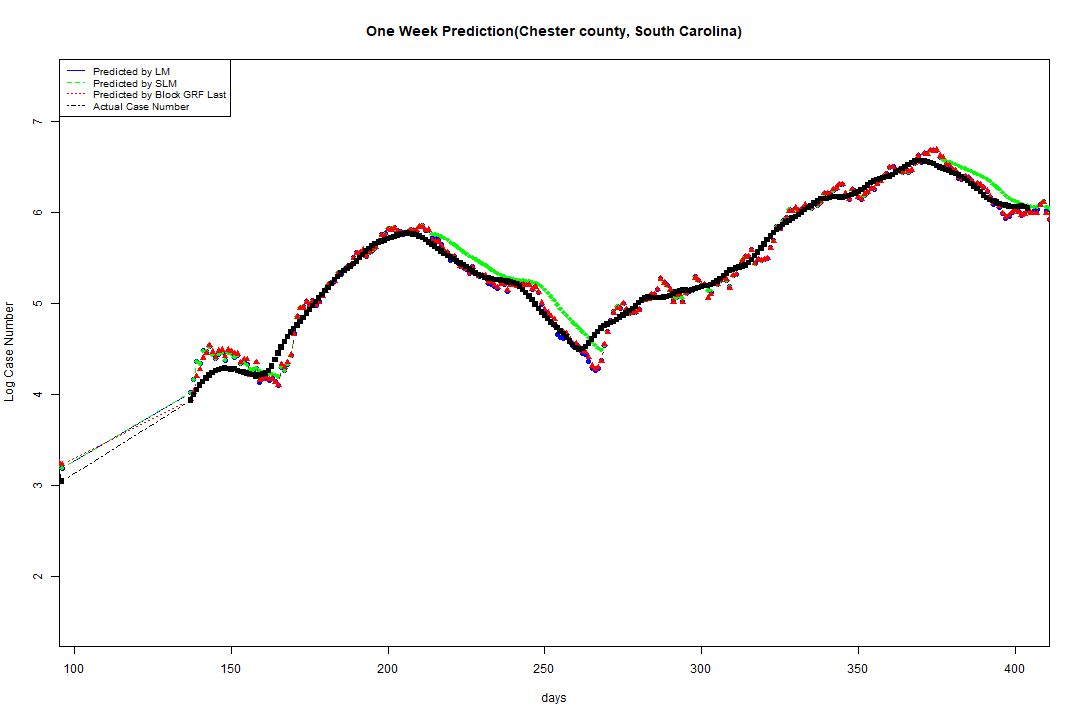 One Week Prediction(Chester county, South Carolina)
Predicted by LM
Predicted by SLM
Predicted by Block GRF Last
Actual Case Number
Log Case Number
7
6
5
4
3
2
100 150 200 250 300 350 400
days